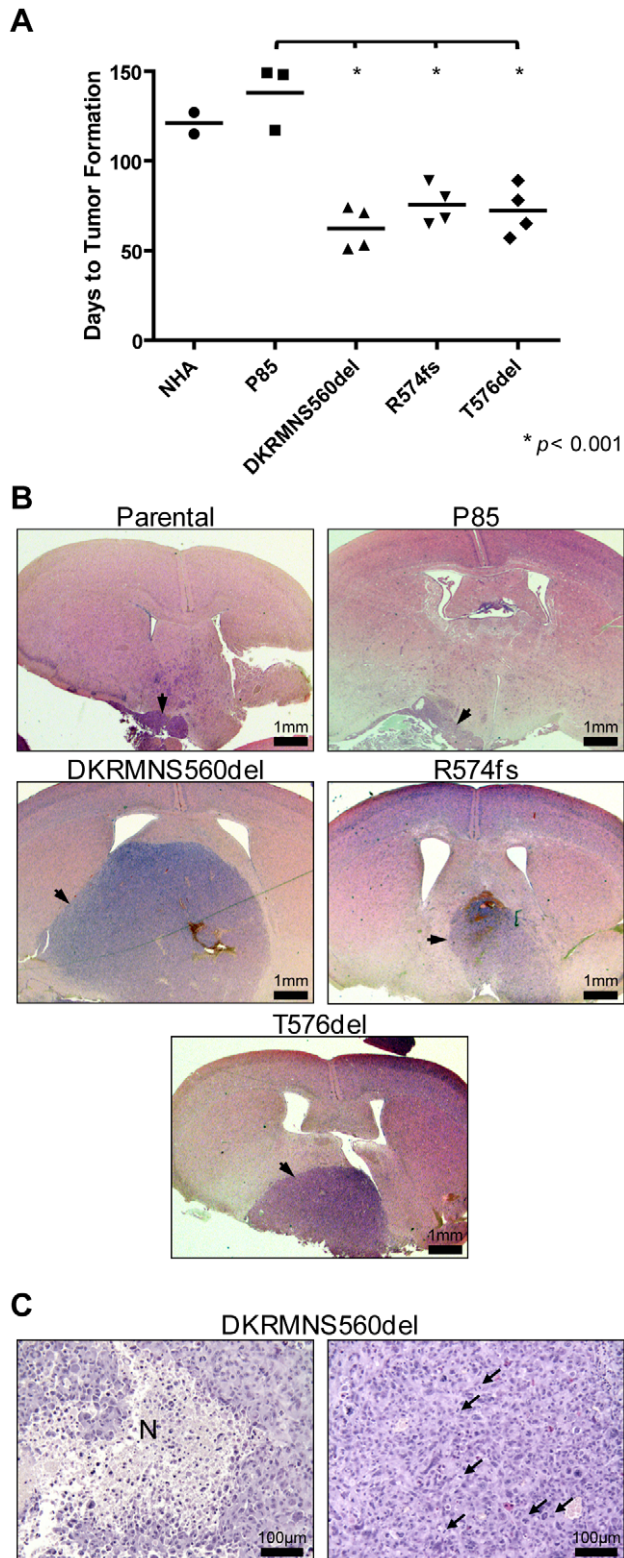 A
* * *
150
100
50
0
Days to Tumor Formation
NHA
P85
DKRMNS560del
R574fs
T576del
* p< 0.001
B
Parental
P85
1mm
1mm
DKRMNS560del
R574fs
1mm
1mm
T576del
1mm
C
DKRMNS560del
N
100μm
100μm